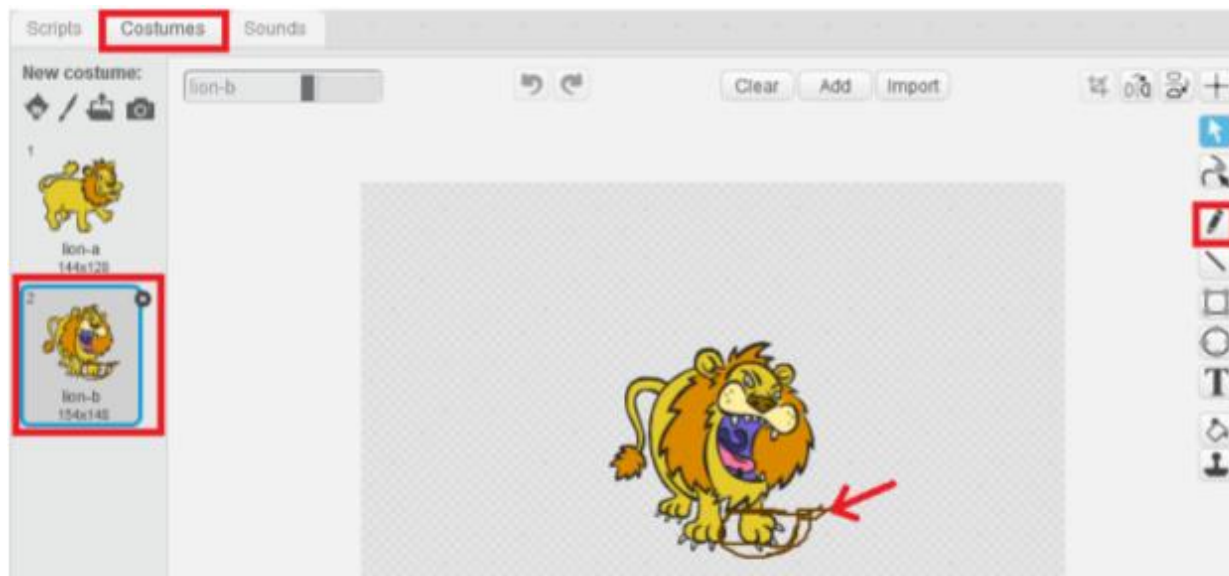 Scripts Costumes Sounds
New costume:
lion-b
Clear Add Import
1
lion-a
144x128
2
lion-b
154x148
T